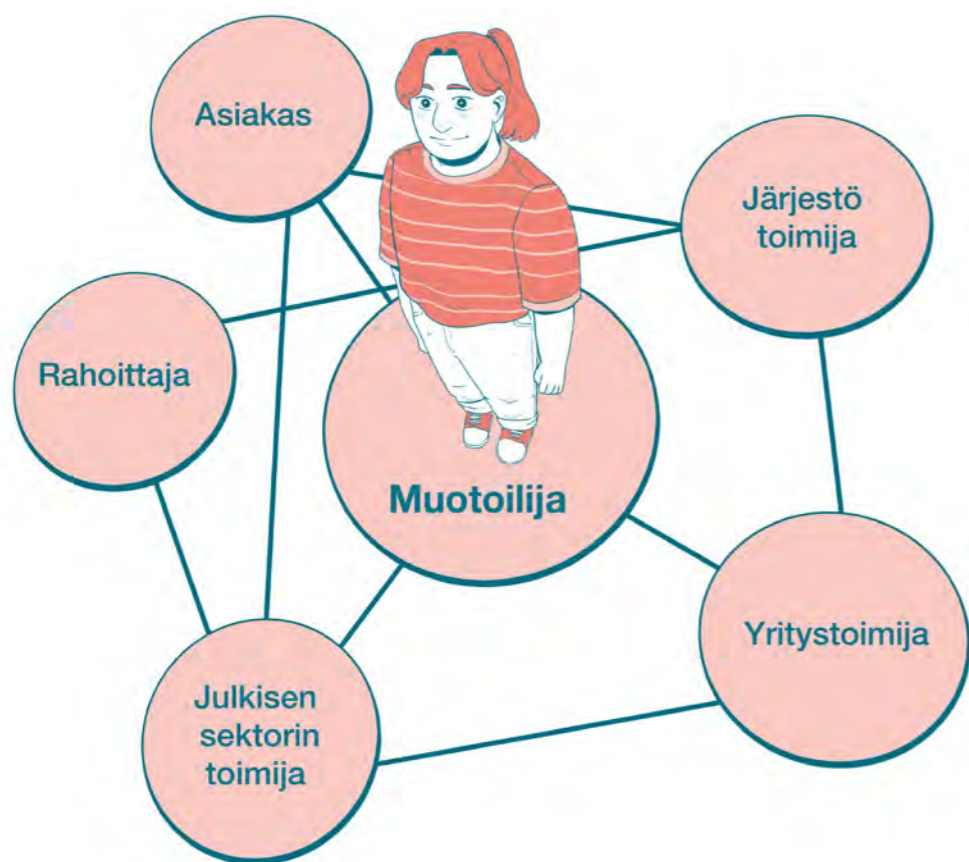 Asiakas
Järjestö
toimija
Rahoittaja
Muotoilija
Yritystoimija
Julkisen
sektorin
toimija